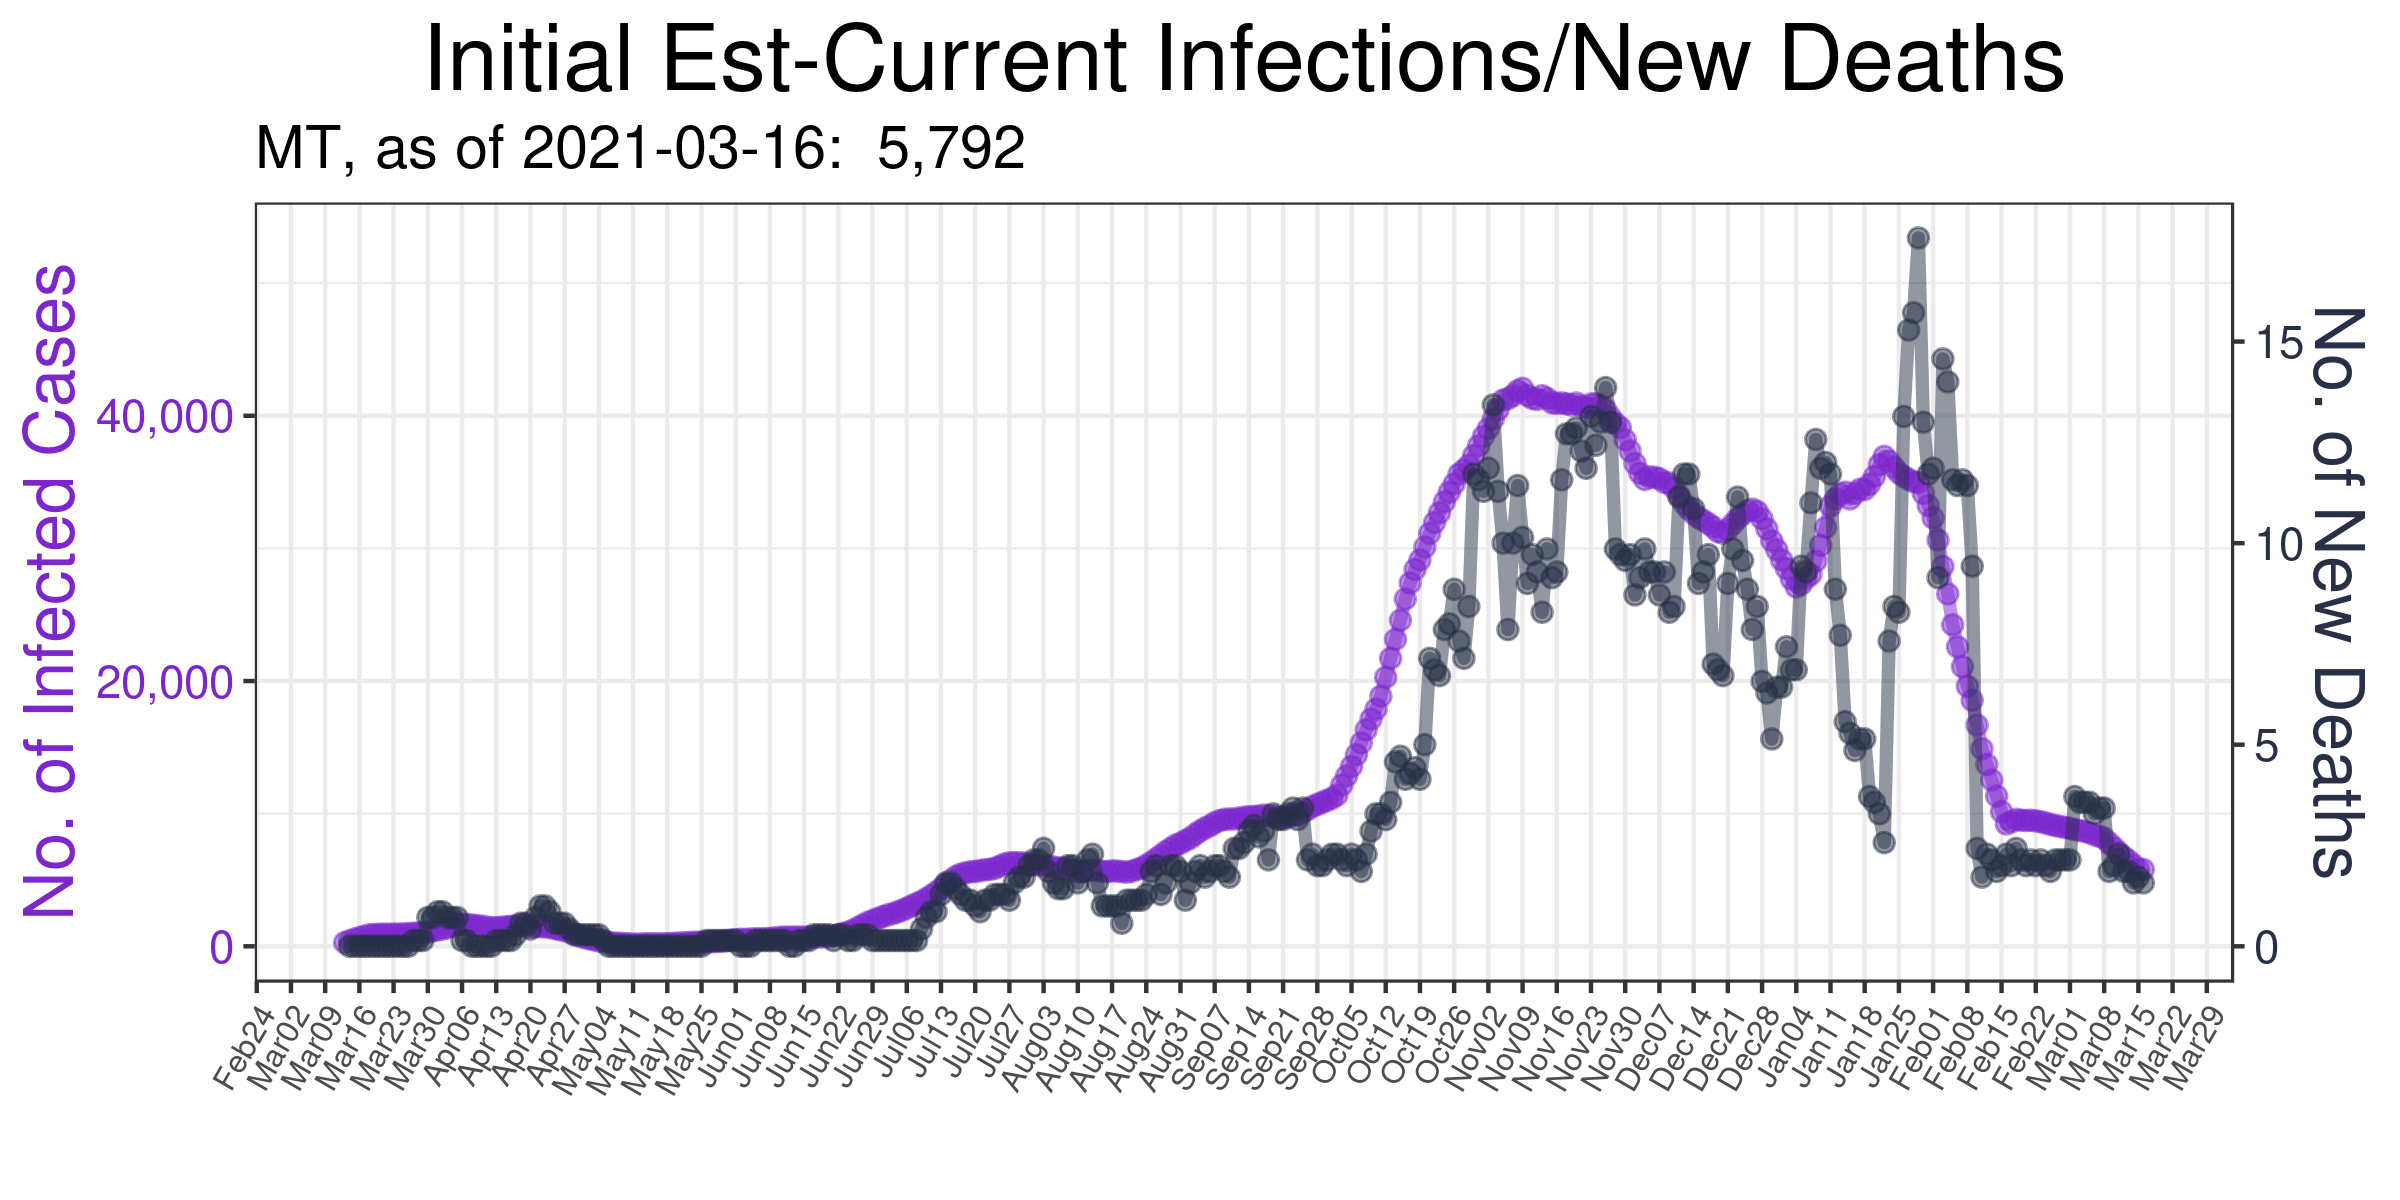 Initial Est-Current Infections/New Deaths
MT, as of 2021-03-16:  5,792
No. of Infected Cases
40,000
20,000
0
No. of New Deaths
15
10
5
0
Feb24
Mar02
Mar09
Mar16
Mar23
Mar30
Apr06
Apr13
Apr20
Apr27
May04
May11
May18
May25
Jun01
Jun08
Jun15
Jun22
Jun29
Jul06
Jul13
Jul20
Jul27
Aug03
Aug10
Aug17
Aug24
Aug31
Sep07
Sep14
Sep21
Sep28
Oct05
Oct12
Oct19
Oct26
Nov02
Nov09
Nov16
Nov23
Nov30
Dec07
Dec14
Dec21
Dec28
Jan04
Jan11
Jan18
Jan25
Feb01
Feb08
Feb15
Feb22
Mar01
Mar08
Mar15
Mar22
Mar29